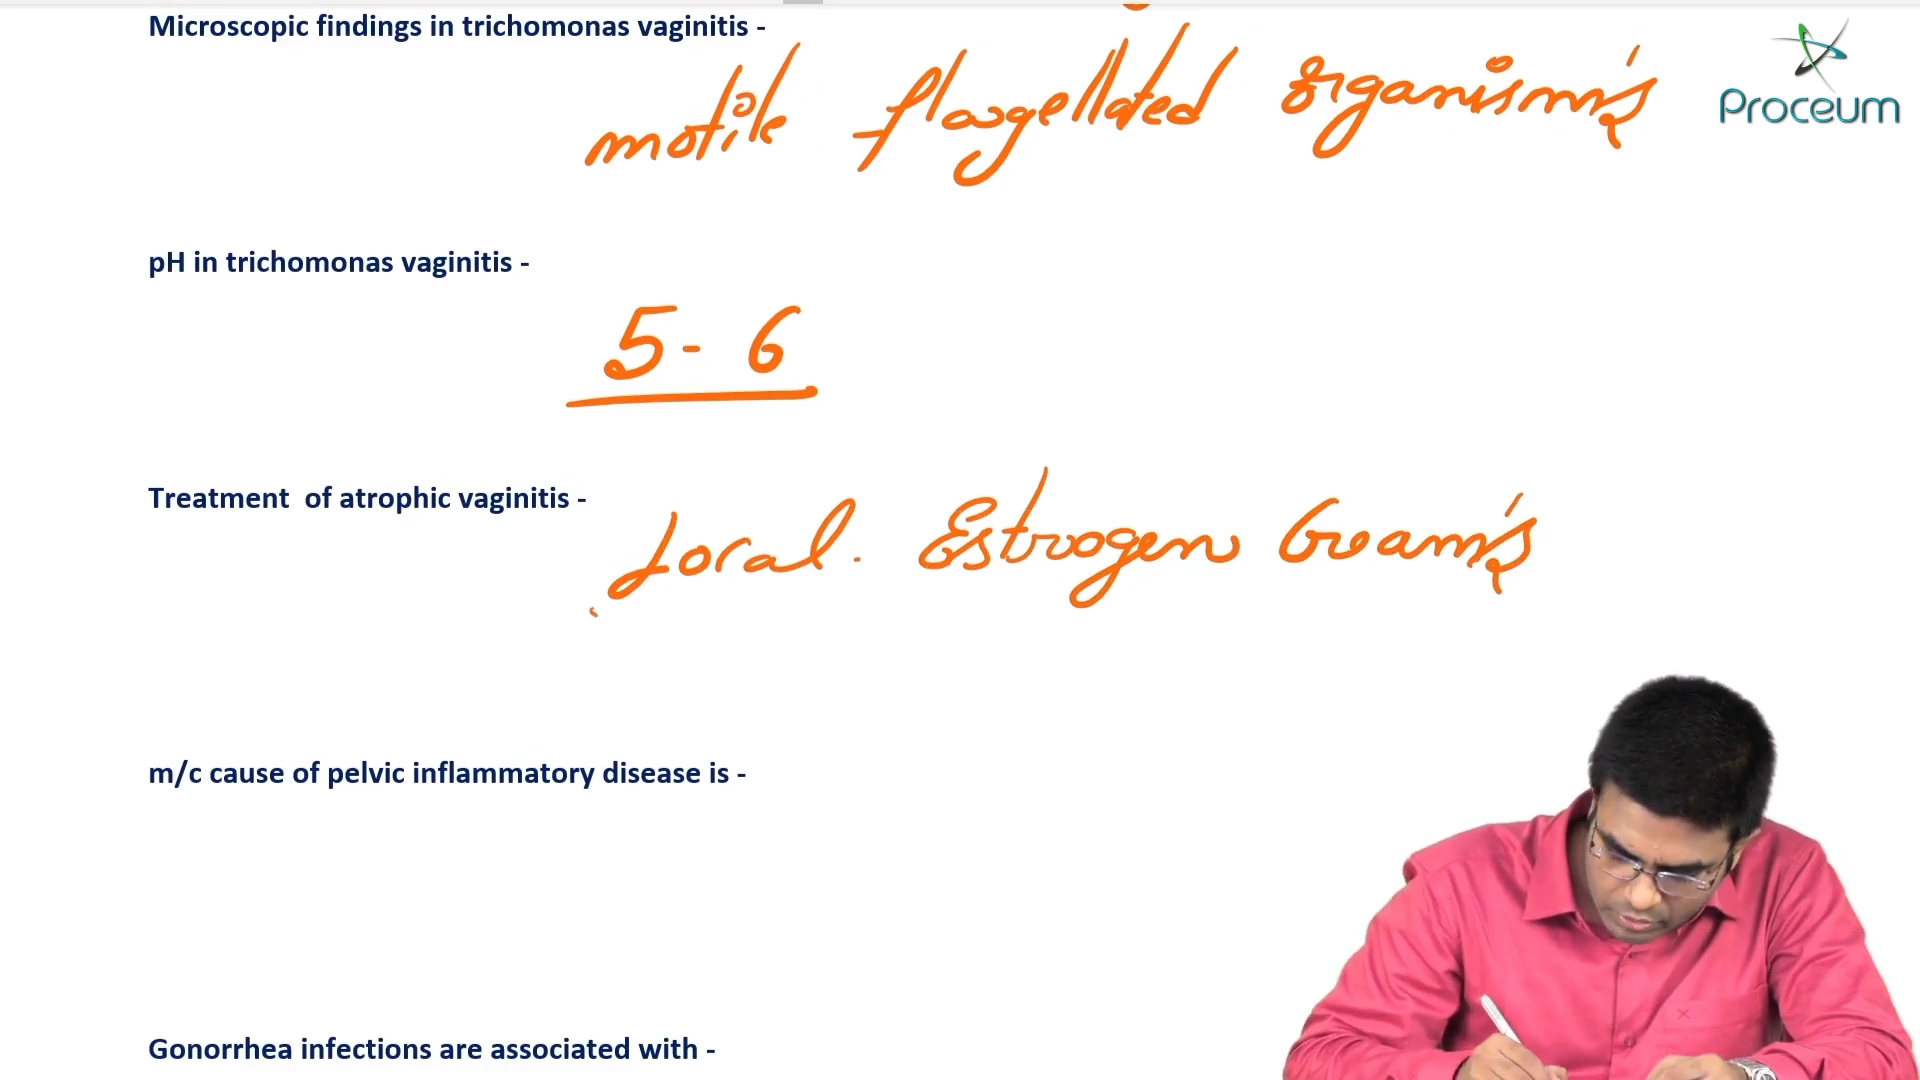 Microscopic findings in trichomonas vaginitis -
Proceum
motile flagellated organisms
pH in trichomonas vaginitis -
5 - 6
Treatment of atrophic vaginitis -
Local. Estrogen Creams
m/c cause of pelvic inflammatory disease is -
Gonorrhea infections are associated with -